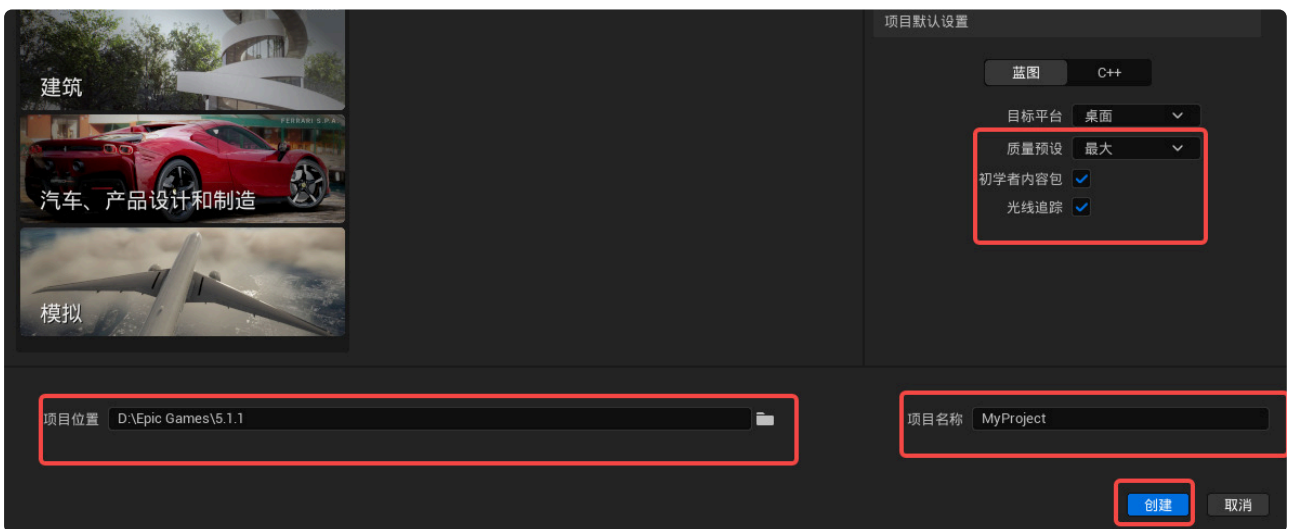 建筑
FERRARI S.P.A
汽车、产品设计和制造
模拟
项目默认设置
蓝图 C++
目标平台 桌面
质量预设 最大
初学者内容包
光线追踪
项目位置 D:\Epic Games\5.1.1
项目名称 MyProject
创建 取消